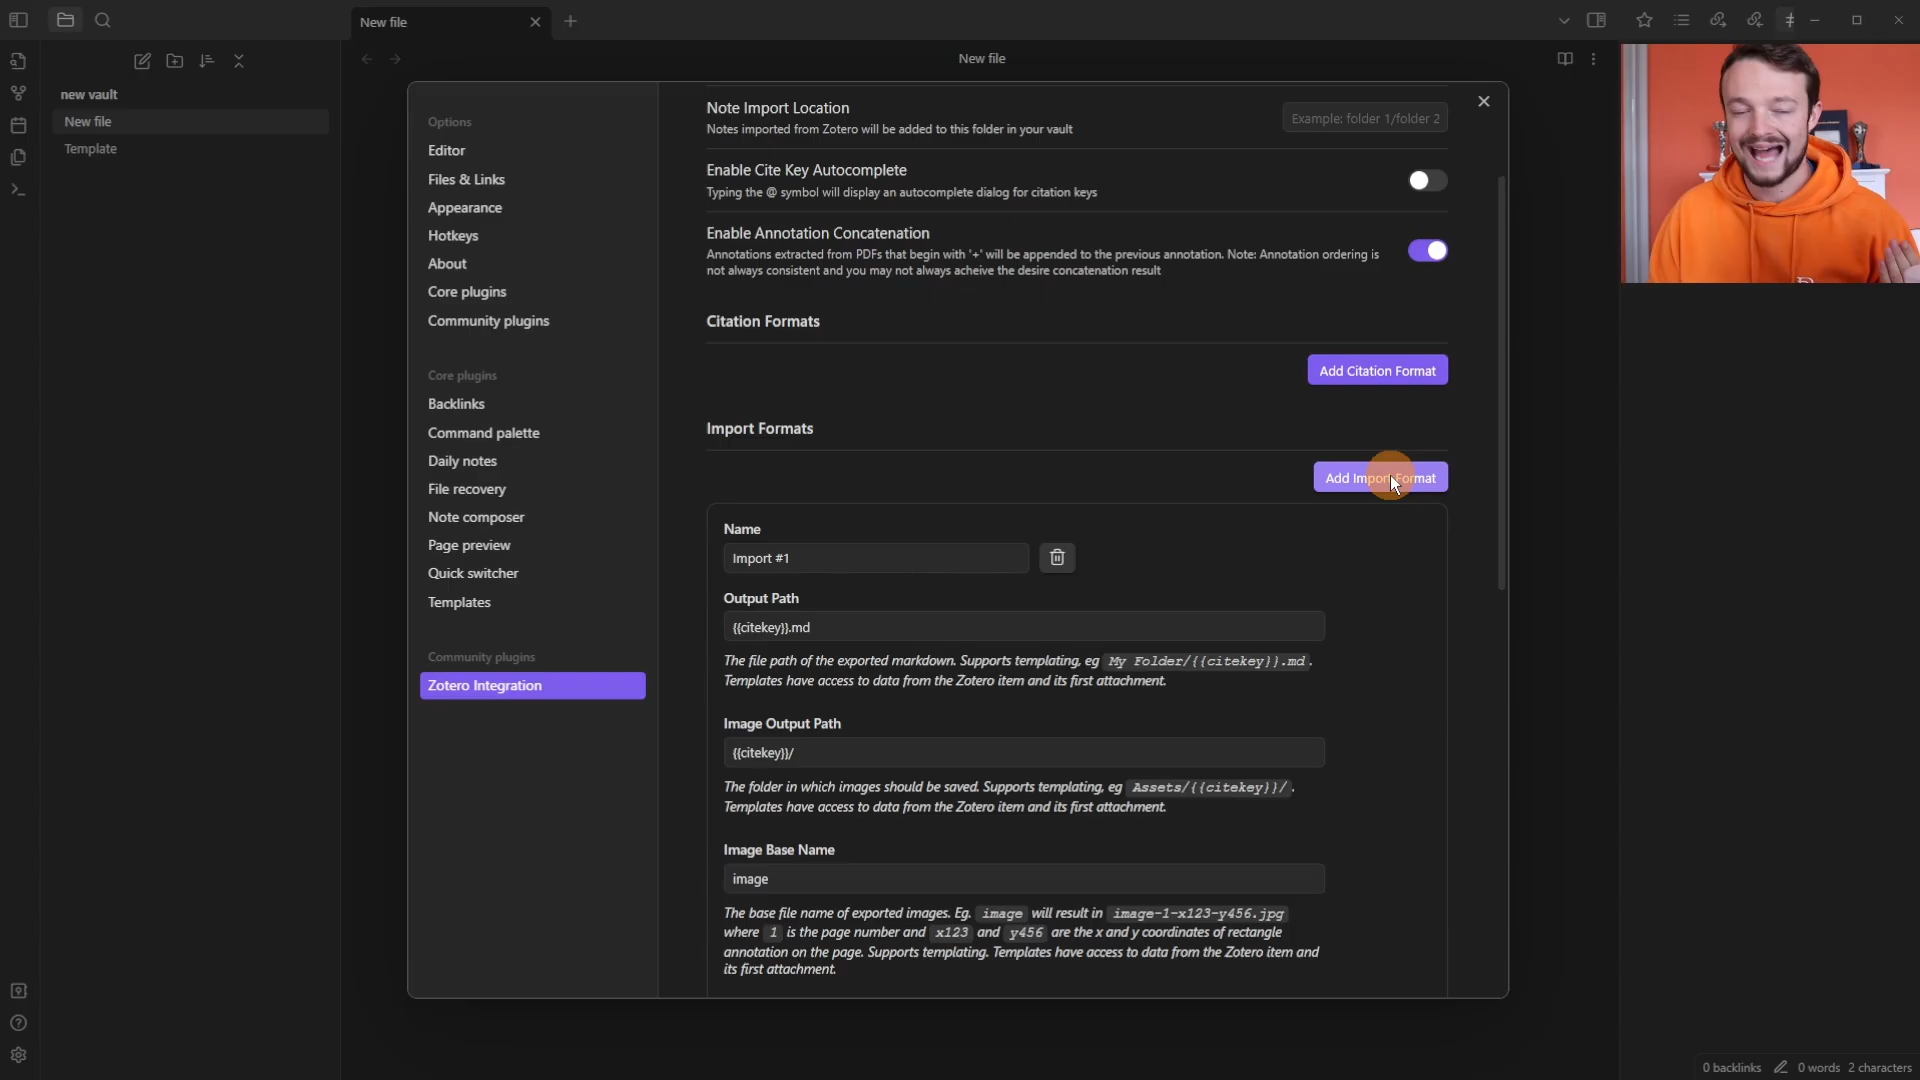 New file
New file
new vault
New file
Template
Options
Editor
Files & Links
Appearance
Hotkeys
About
Core plugins
Community plugins
Core plugins
Backlinks
Command palette
Daily notes
File recovery
Note composer
Page preview
Quick switcher
Templates
Community plugins
Zotero Integration
Note Import Location
Notes imported from Zotero will be added to this folder in your vault
Example: folder 1/folder 2
Enable Cite Key Autocomplete
Typing the @ symbol will display an autocomplete dialog for citation keys
Enable Annotation Concatenation
Annotations extracted from PDFs that begin with '+' will be appended to the previous annotation. Note: Annotation ordering is
not always consistent and you may not always acheive the desire concatenation result
Citation Formats
Add Citation Format
Import Formats
Add Import Format
Name
Import #1
Output Path
{{citekey}}.md
The file path of the exported markdown. Supports templating, eg My Folder/{{citekey}}.md.
Templates have access to data from the Zotero item and its first attachment.
Image Output Path
{{citekey}}/
The folder in which images should be saved. Supports templating, eg Assets/{{citekey}}/.
Templates have access to data from the Zotero item and its first attachment.
Image Base Name
image
The base file name of exported images. Eg. image will result in image-1-x123-y456.jpg
where 1 is the page number and x123 and y456 are the x and y coordinates of rectangle
annotation on the page. Supports templating. Templates have access to data from the Zotero item and
its first attachment.
0 backlinks 0 words 2 characters